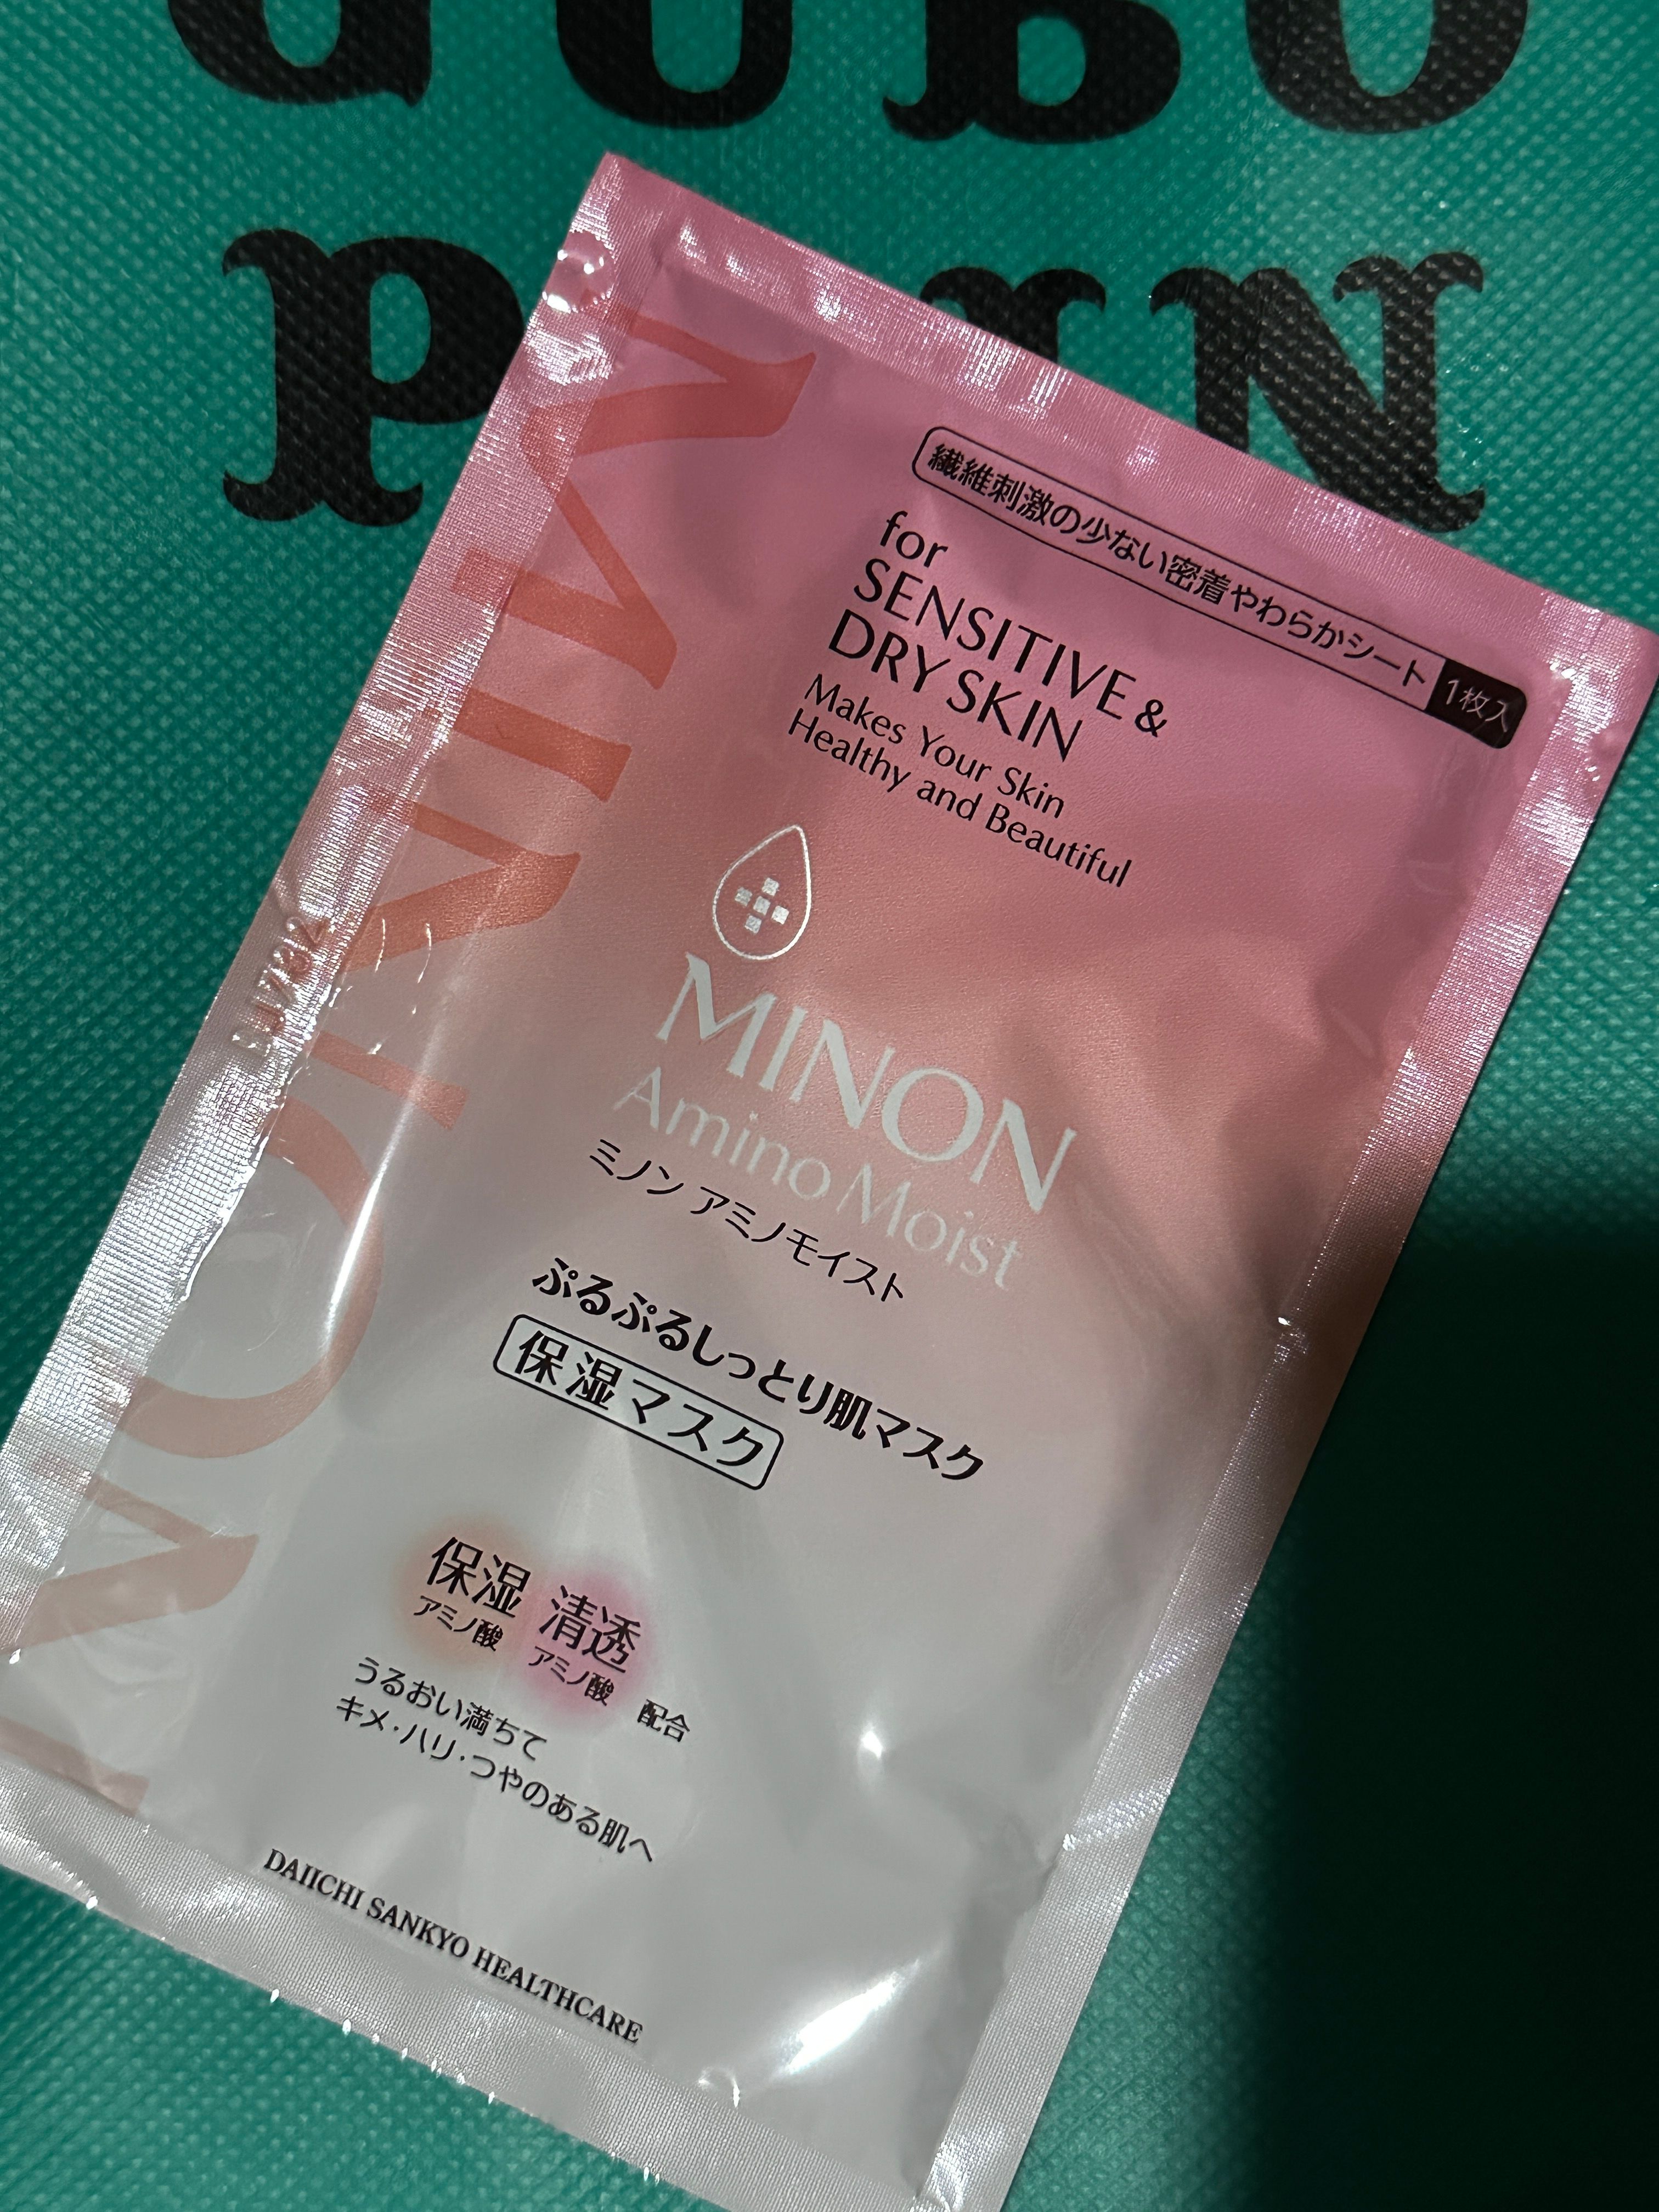 繊維刺激の少ない密着やわらかシート 1枚入
for
SENSITIVE &
DRY SKIN
Makes Your Skin
Healthy and Beautiful
MINON
MINON
Amino Moist
ミノン アミノモイスト
ぷるぷるしっとり肌マスク
保湿マスク
保湿 清透
アミノ酸 アミノ酸 配合
うるおい満ちて
キメ・ハリ・つやのある肌へ
DAIICHI SANKYO HEALTHCARE